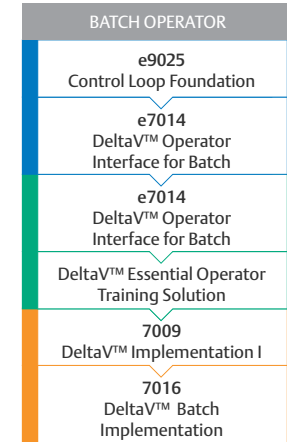 BATCH OPERATOR
e9025
Control Loop Foundation
e7014
DeltaV™ Operator
Interface for Batch
e7014
DeltaV™ Operator
Interface for Batch
DeltaV™ Essential Operator
Training Solution
7009
DeltaV™ Implementation I
7016
DeltaV™ Batch
Implementation